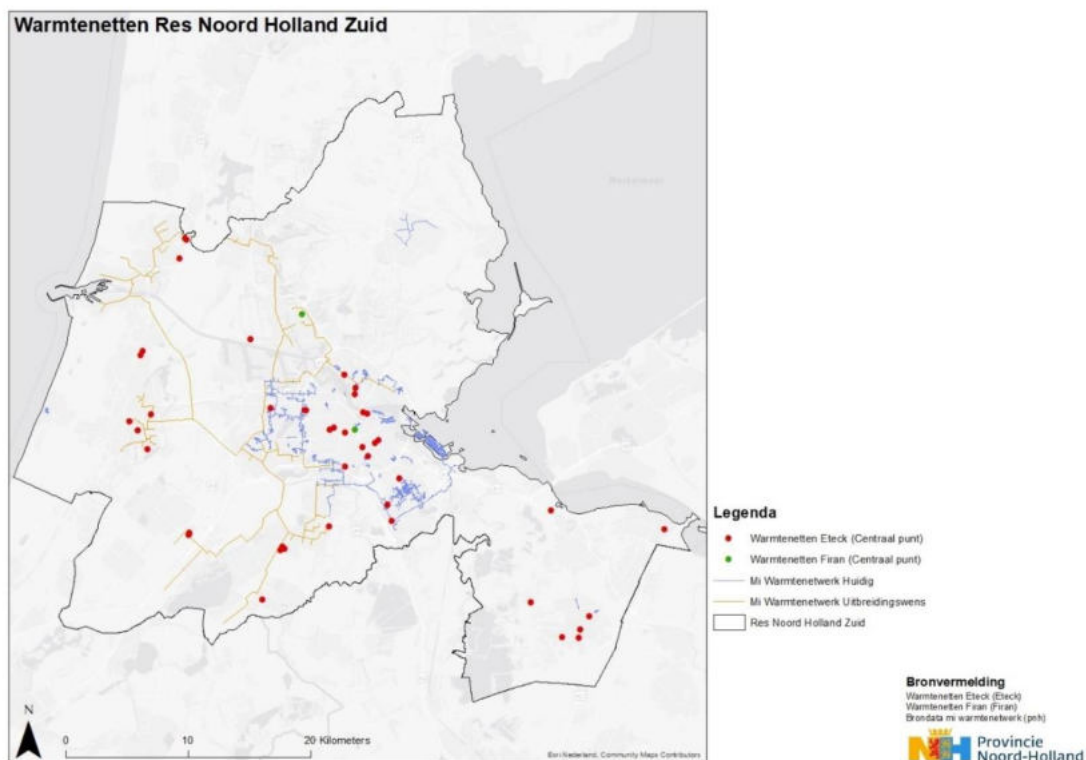 Warmtenetten Res Noord Holland Zuid
N
0 10 20 Kilometers
Esri Nederland, Community Maps Contributors
Legenda
Warmtenetten Eteck (Centraal punt)
Warmtenetten Firan (Centraal punt)
Mi Warmtenetwerk Huidig
Mi Warmtenetwerk Uitbreidingswens
Res Noord Holland Zuid
Bronvermelding
Warmtenetten Eteck (Eteck)
Warmtenetten Firan (Firan)
Brondata mi warmtenetwerk (pnh)
Provincie
Noord-Holland